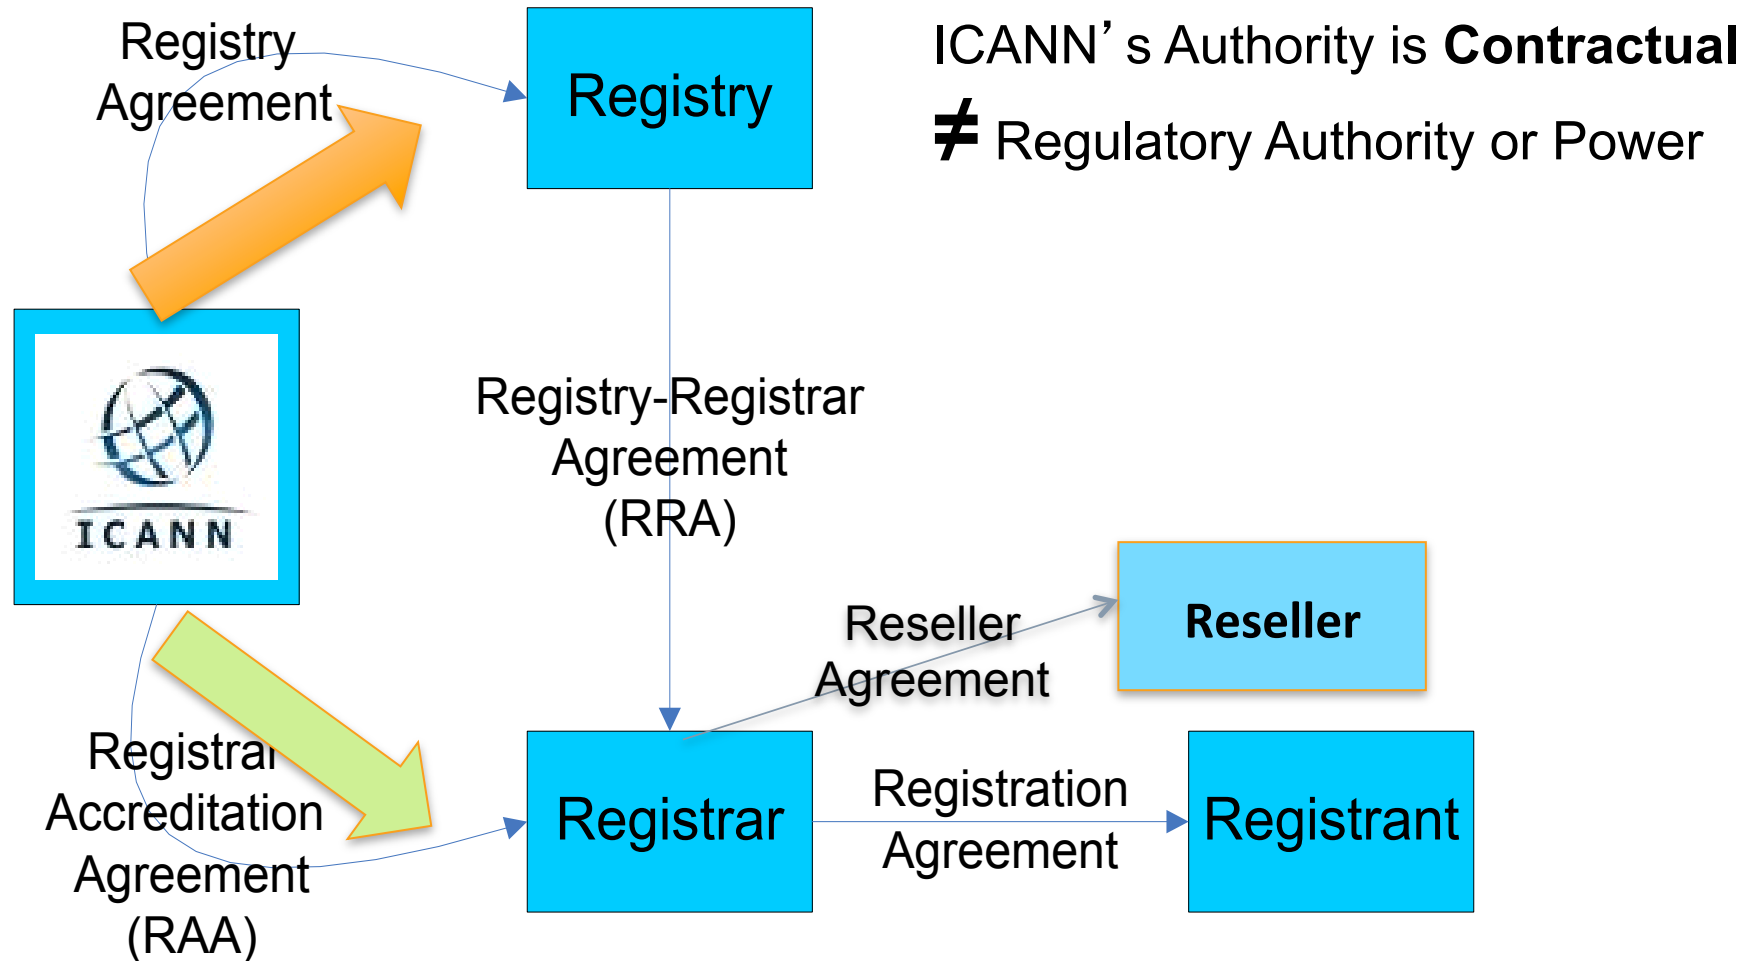 Registry
Agreement
Registry
ICANN’s Authority is Contractual
≠ Regulatory Authority or Power
ICANN
Registry-Registrar
Agreement
(RRA)
Reseller
Agreement
Reseller
Registrar
Accreditation
Agreement
(RAA)
Registrar
Registration
Agreement
Registrant